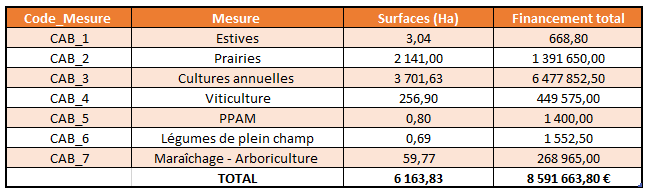 Code_Mesure Mesure Surfaces (Ha) Financement total
CAB_1 Estives 3,04 668,80
CAB_2 Prairies 2 141,00 1 391 650,00
CAB_3 Cultures annuelles 3 701,63 6 477 852,50
CAB_4 Viticulture 256,90 449 575,00
CAB_5 PPAM 0,80 1 400,00
CAB_6 Légumes de plein champ 0,69 1 552,50
CAB_7 Maraîchage - Arboriculture 59,77 268 965,00
TOTAL 6 163,83 8 591 663,80 €